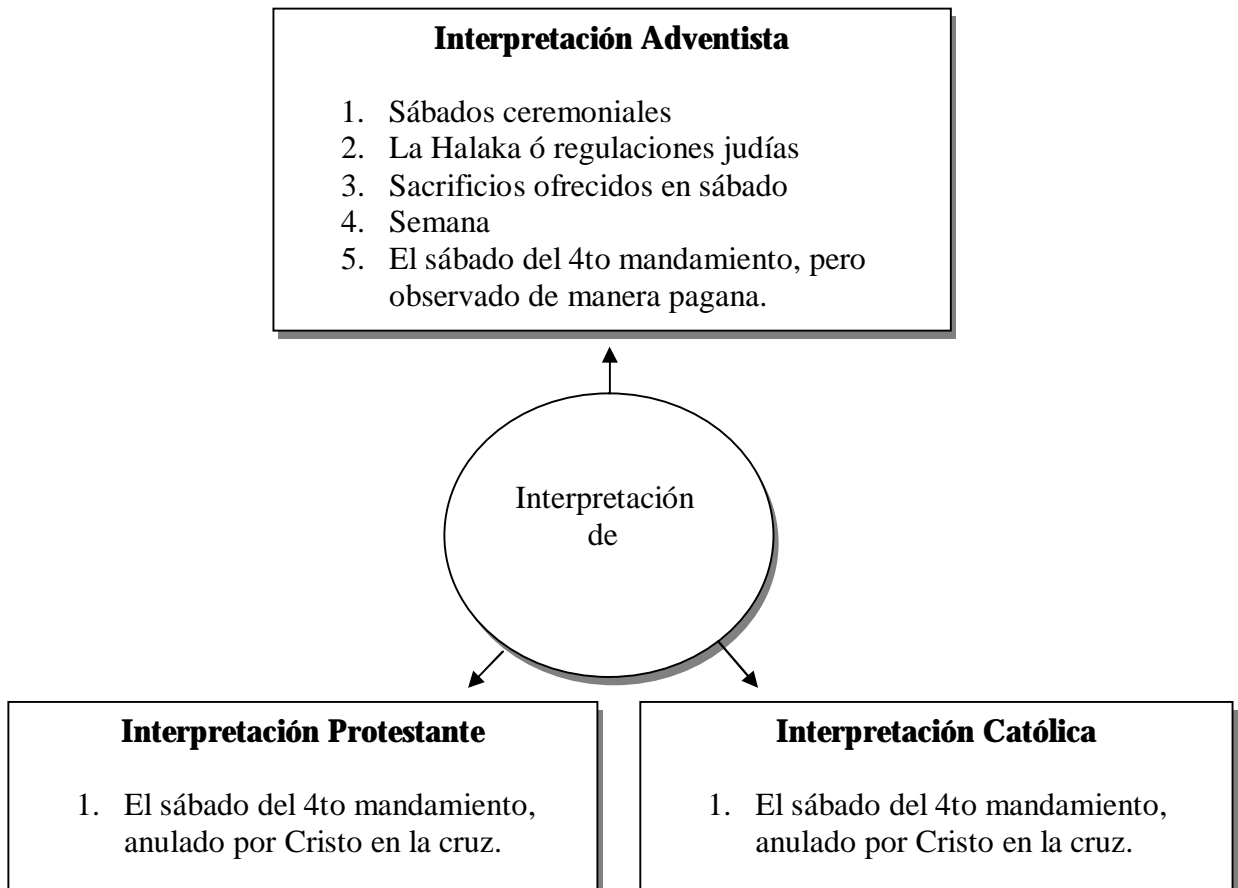 Interpretación Adventista
1. Sábados ceremoniales
2. La Halaka ó regulaciones judías
3. Sacrificios ofrecidos en sábado
4. Semana
5. El sábado del 4to mandamiento, pero
observado de manera pagana.
Interpretación
de
Interpretación Protestante
1. El sábado del 4to mandamiento,
anulado por Cristo en la cruz.
Interpretación Católica
1. El sábado del 4to mandamiento,
anulado por Cristo en la cruz.